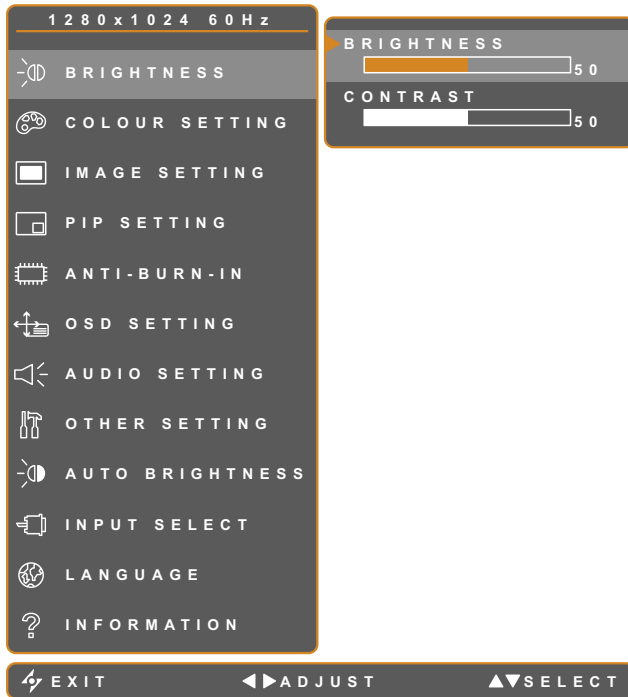 1280x1024 60Hz
BRIGHTNESS
COLOUR SETTING
IMAGE SETTING
PIP SETTING
ANTI-BURN-IN
OSD SETTING
AUDIO SETTING
OTHER SETTING
AUTO BRIGHTNESS
INPUT SELECT
LANGUAGE
INFORMATION
BRIGHTNESS
50
CONTRAST
50
EXIT ◀▶ADJUST ▲▼SELECT